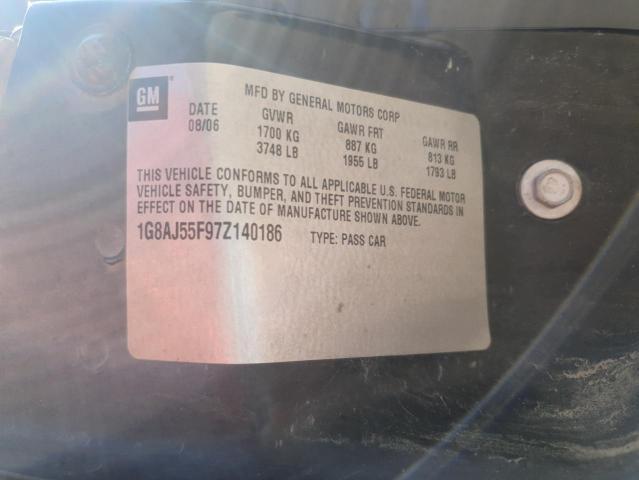 GM
MFD BY GENERAL MOTORS CORP
DATE GVWR GAWR FRT GAWR RR
08/06 1700 KG 887 KG 813 KG
3748 LB 1955 LB 1793 LB
THIS VEHICLE CONFORMS TO ALL APPLICABLE U.S. FEDERAL MOTOR
VEHICLE SAFETY, BUMPER, AND THEFT PREVENTION STANDARDS IN
EFFECT ON THE DATE OF MANUFACTURE SHOWN ABOVE.
1G8AJ55F97Z140186 TYPE: PASS CAR